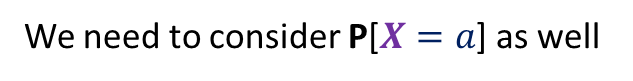 We need to consider P[X = a] as well